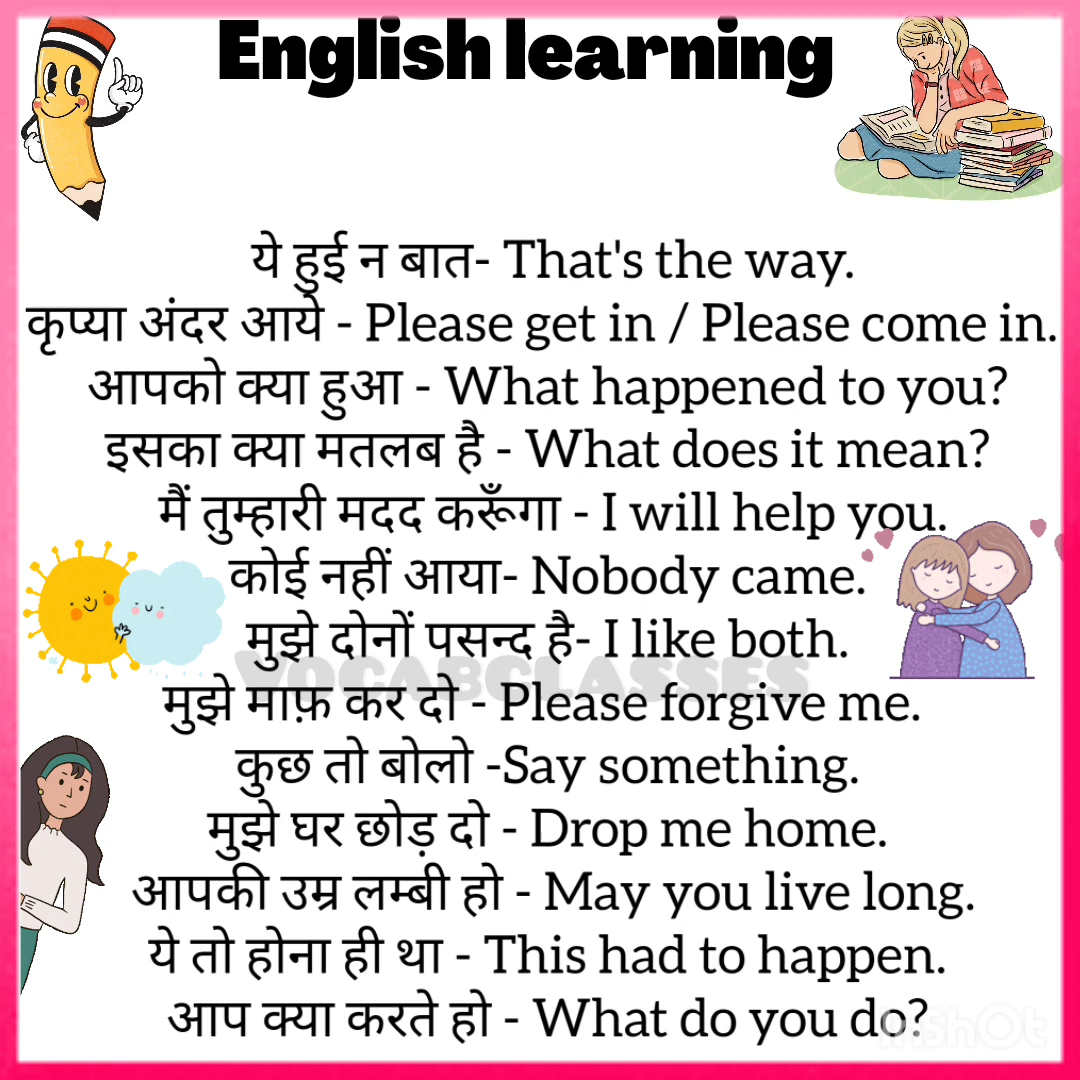 English learning
ये हुई न बात- That's the way.
कृप्या अंदर आये - Please get in / Please come in.
आपको क्या हुआ - What happened to you?
इसका क्या मतलब है - What does it mean?
मैं तुम्हारी मदद करूँगा - I will help you.
कोई नहीं आया- Nobody came.
मुझे दोनों पसन्द है- I like both.
VOCABCLASSES
मुझे माफ़ कर दो - Please forgive me.
कुछ तो बोलो -Say something.
मुझे घर छोड़ दो - Drop me home.
आपकी उम्र लम्बी हो - May you live long.
ये तो होना ही था - This had to happen.
आप क्या करते हो - What do you do?
InShOt